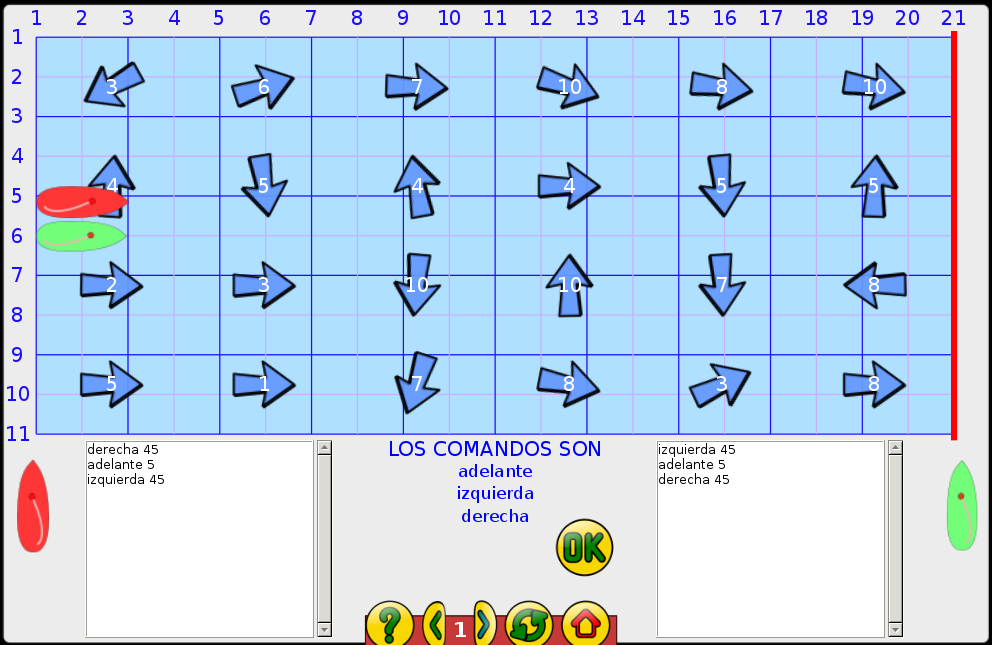 1 2 3 4 5 6 7 8 9 10 11 12 13 14 15 16 17 18 19 20 21
1
2
3 6 7 10 8 10
3
4
4 5 4 4 5 5
5
6
7
2 3 10 10 7 8
8
9
5 1 7 8 3 8
10
11
derecha 45
adelante 5
izquierda 45
LOS COMANDOS SON
adelante
izquierda
derecha
izquierda 45
adelante 5
derecha 45
OK
? < 1 >